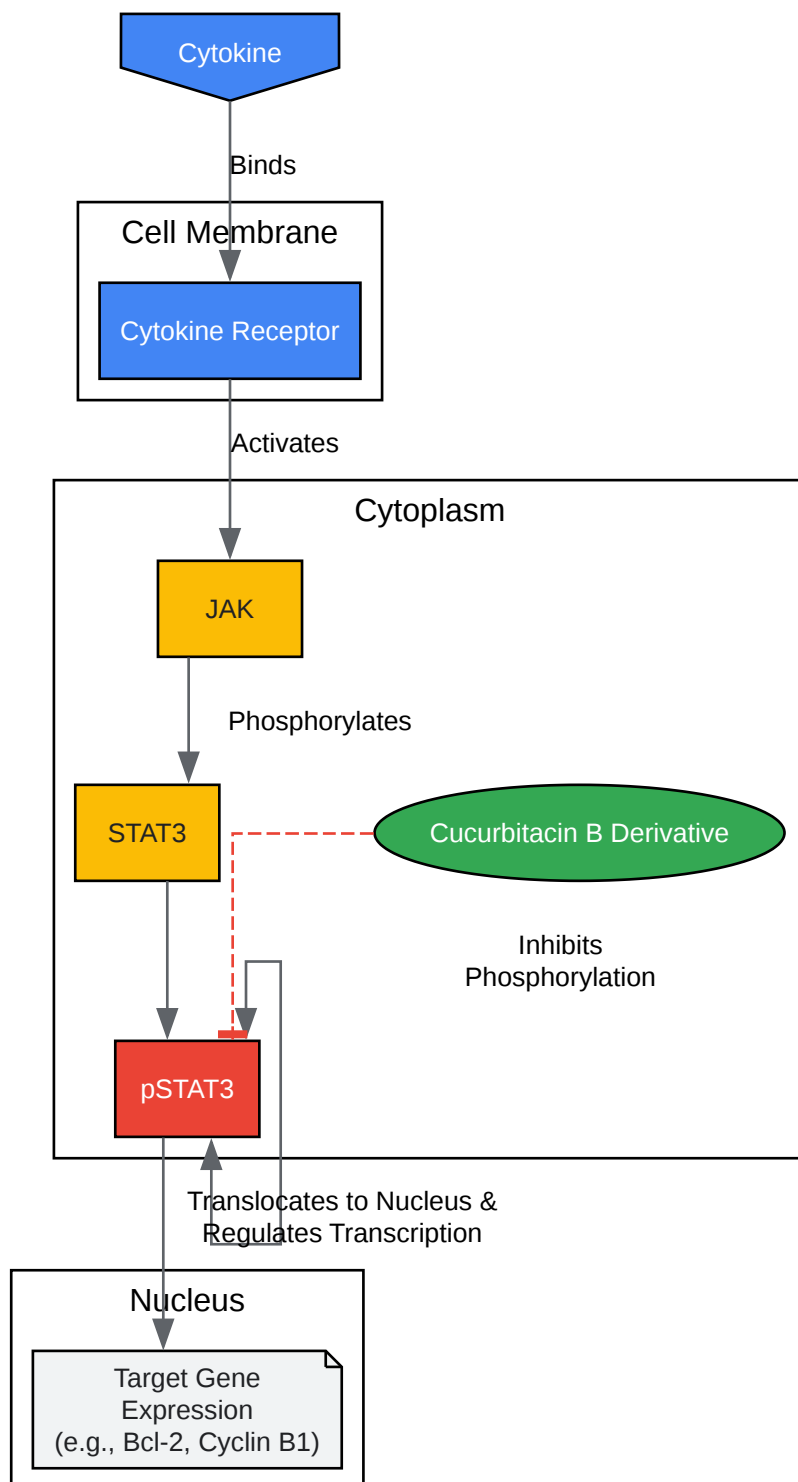 Cytokine
Binds
Cell Membrane
Cytokine Receptor
Activates
Cytoplasm
JAK
Phosphorylates
STAT3
Cucurbitacin B Derivative
Inhibits
Phosphorylation
pSTAT3
Translocates to Nucleus &
Regulates Transcription
Nucleus
Target Gene
Expression
(e.g., Bcl-2, Cyclin B1)